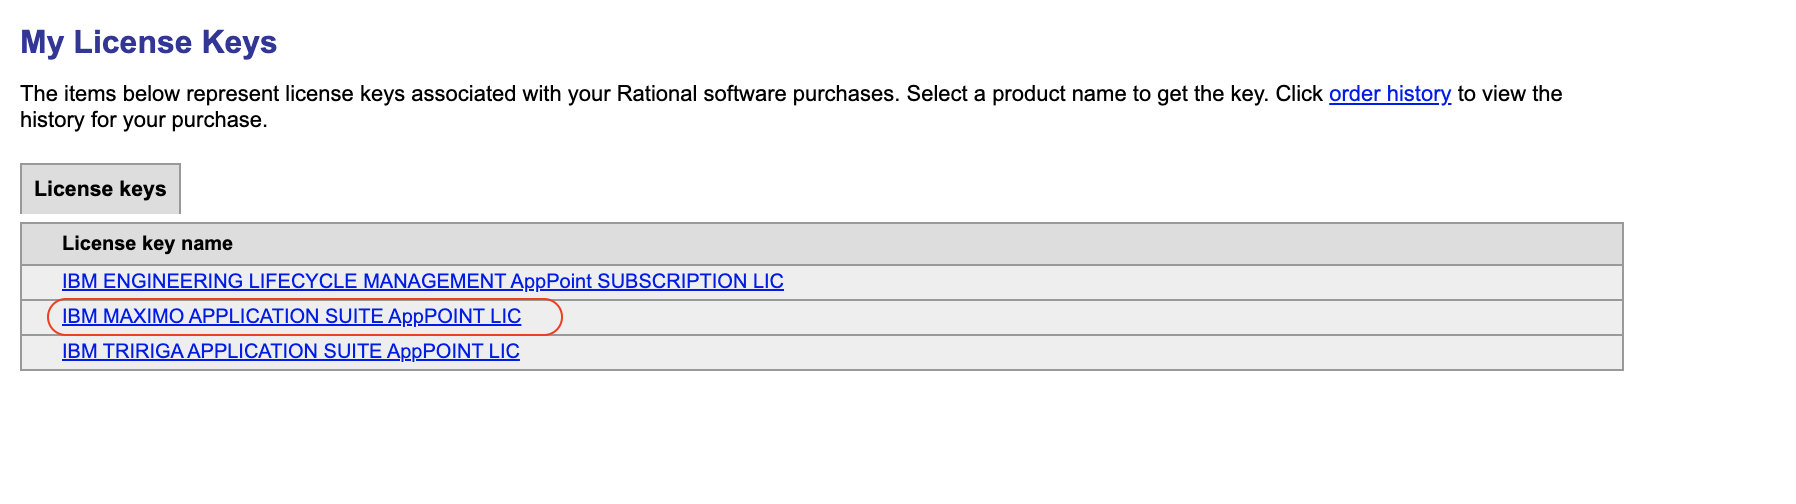 My License Keys
The items below represent license keys associated with your Rational software purchases. Select a product name to get the key. Click order history to view the
history for your purchase.
License keys
License key name
IBM ENGINEERING LIFECYCLE MANAGEMENT AppPoint SUBSCRIPTION LIC
IBM MAXIMO APPLICATION SUITE AppPOINT LIC
IBM TRIRIGA APPLICATION SUITE AppPOINT LIC